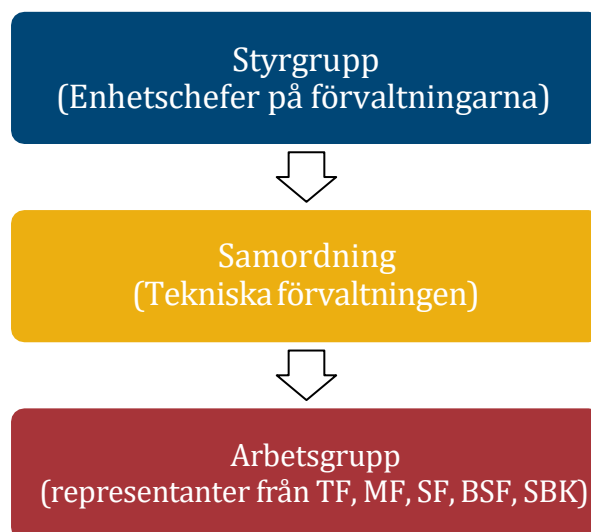 Styrgrupp
(Enhetschefer på förvaltningarna)
Samordning
(Tekniska förvaltningen)
Arbetsgrupp
(representanter från TF, MF, SF, BSF, SBK)